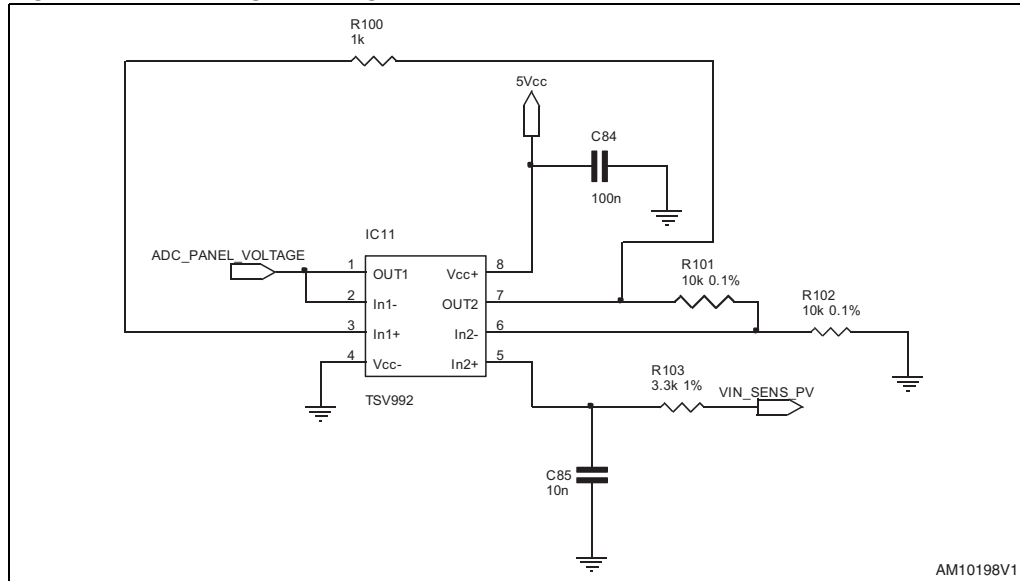 R100
1k
5Vcc
C84
100n
IC11
ADC_PANEL_VOLTAGE
1
OUT1
Vcc+
8
2
In1-
OUT2
7
3
In1+
In2-
6
4
Vcc-
In2+
5
TSV992
R101
10k 0.1%
R102
10k 0.1%
R103
3.3k 1%
VIN_SENS_PV
C85
10n
AM10198V1